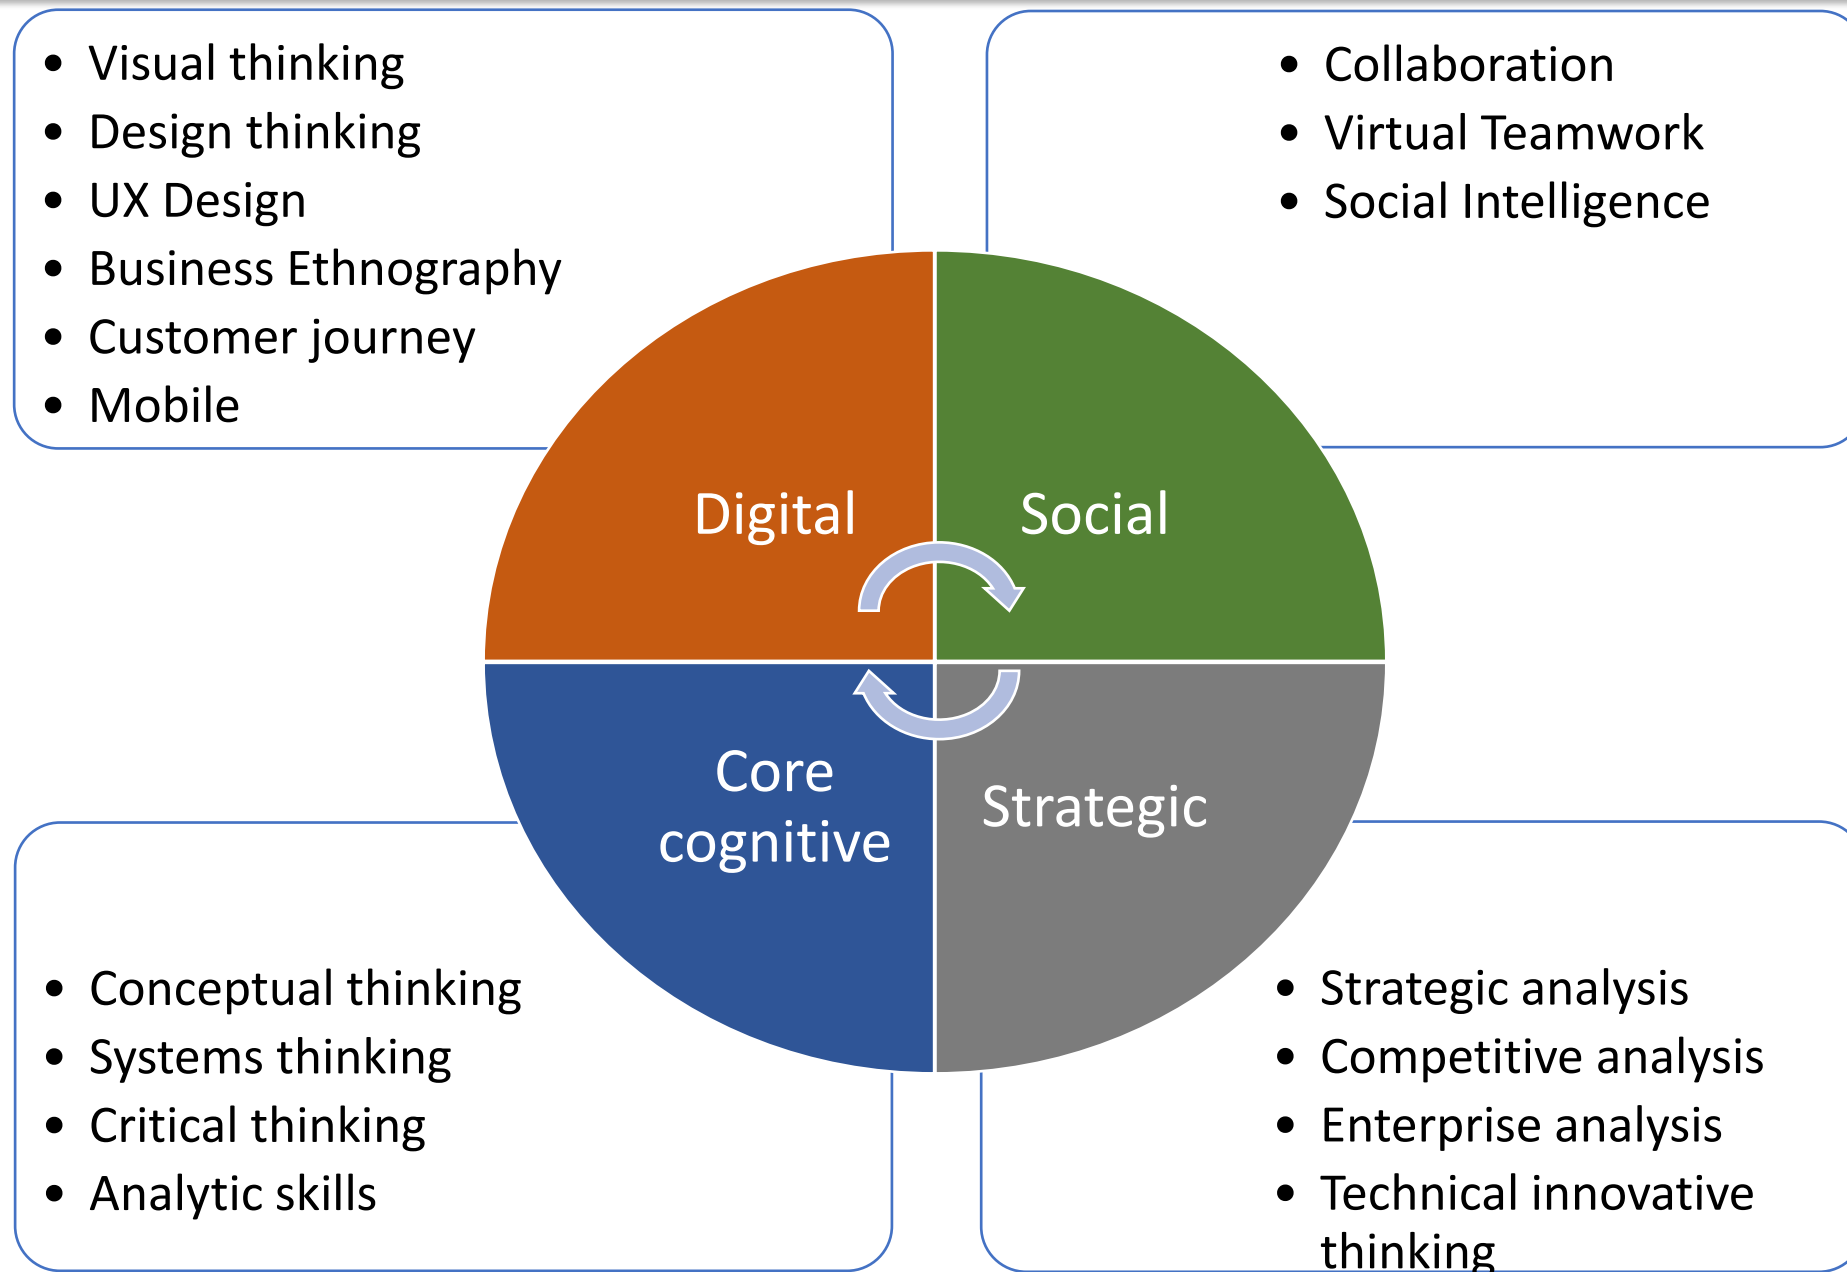 • Visual thinking
• Design thinking
• UX Design
• Business Ethnography
• Customer journey
• Mobile
• Collaboration
• Virtual Teamwork
• Social Intelligence
Digital
Social
Core
cognitive
Strategic
• Conceptual thinking
• Systems thinking
• Critical thinking
• Analytic skills
• Strategic analysis
• Competitive analysis
• Enterprise analysis
• Technical innovative
thinking